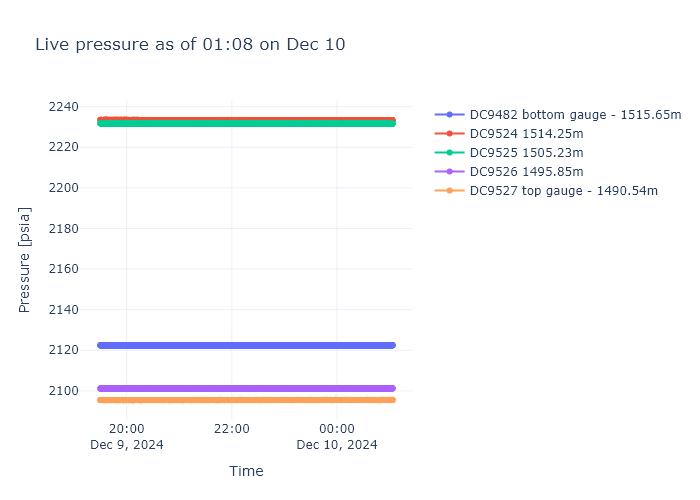 Live pressure as of 01:08 on Dec 10
2240
2220
2200
2180
2160
2140
2120
2100
Pressure [psia]
20:00
Dec 9, 2024
22:00
00:00
Dec 10, 2024
Time
DC9482 bottom gauge - 1515.65m
DC9524 1514.25m
DC9525 1505.23m
DC9526 1495.85m
DC9527 top gauge - 1490.54m